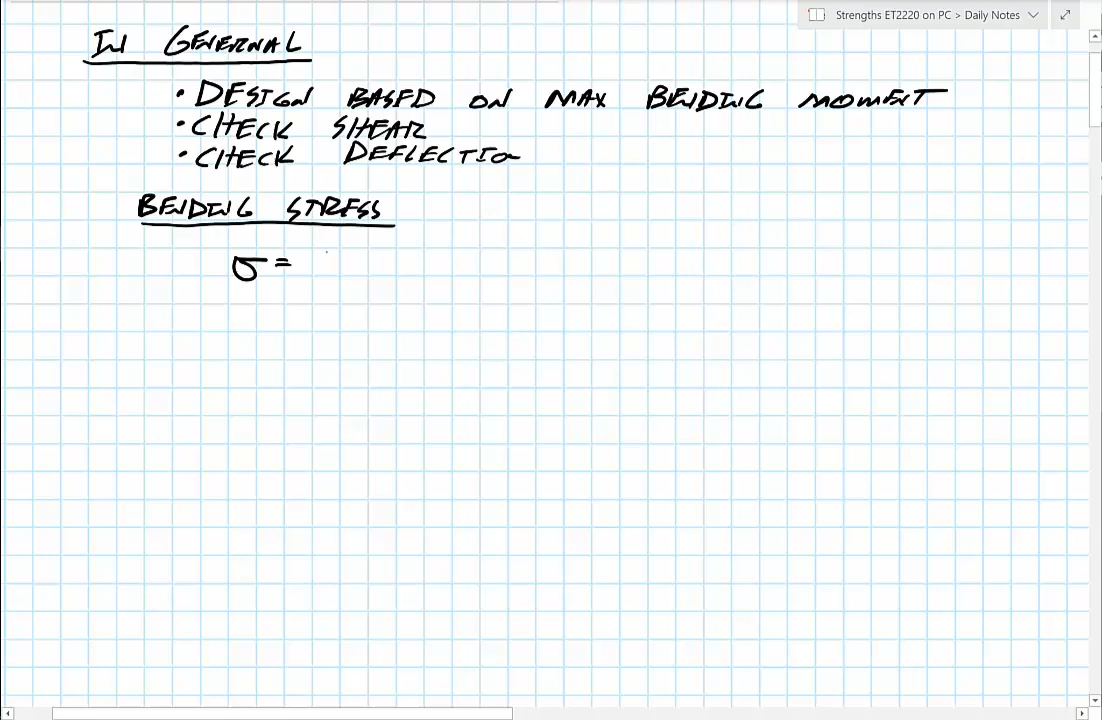 Strengths ET2220 on PC > Daily Notes
IN GENERAL
• DESIGN BASED ON MAX BENDING MOMENT
• CHECK SHEAR
• CHECK DEFLECTION
BENDING STRESS
σ =